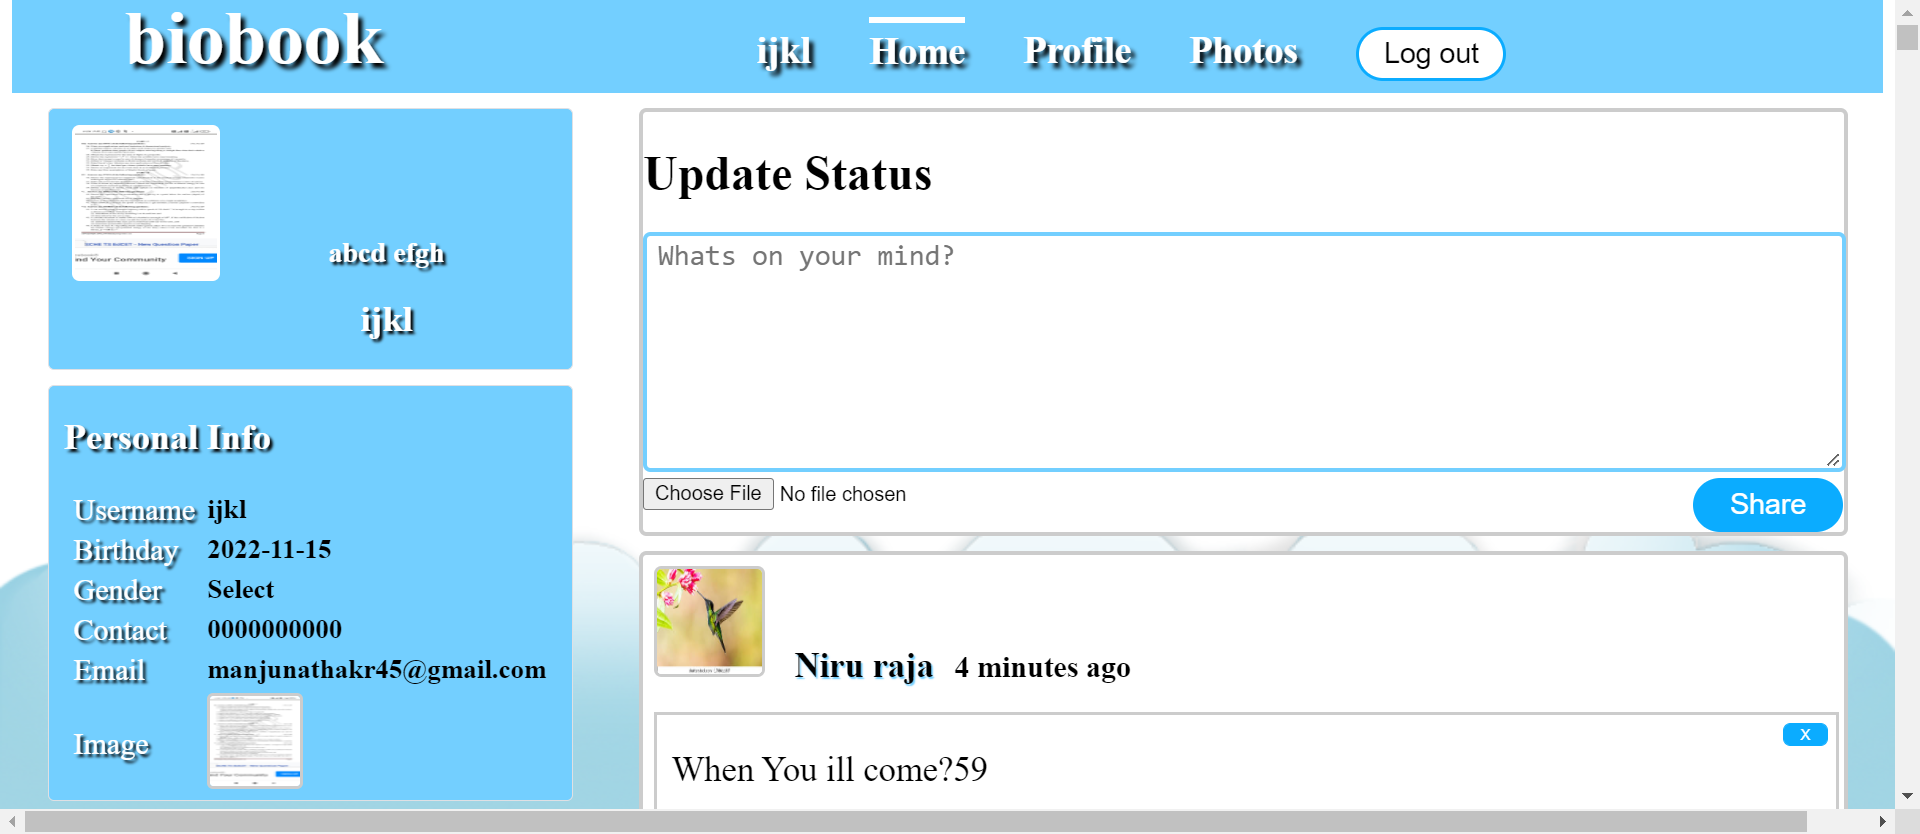 biobook
ijkl
Home
Profile
Photos
Log out
abcd efgh
ijkl
Personal Info
Username ijkl
Birthday 2022-11-15
Gender Select
Contact 0000000000
Email manjunathakr45@gmail.com
Image
Update Status
Whats on your mind?
Choose File No file chosen
Share
Niru raja 4 minutes ago
x
When You ill come?59